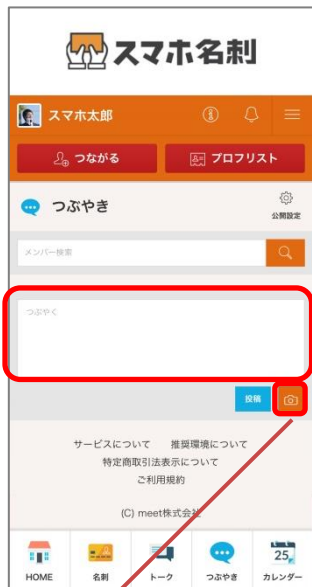 スマホ名刺
スマホ太郎
つながる
プロフリスト
つぶやき
公開設定
メンバー検索
つぶやく
投稿
サービスについて 推奨環境について
特定商取引法表示について
ご利用規約
(C) meet株式会社
HOME 名刺 トーク つぶやき 25 カレンダー